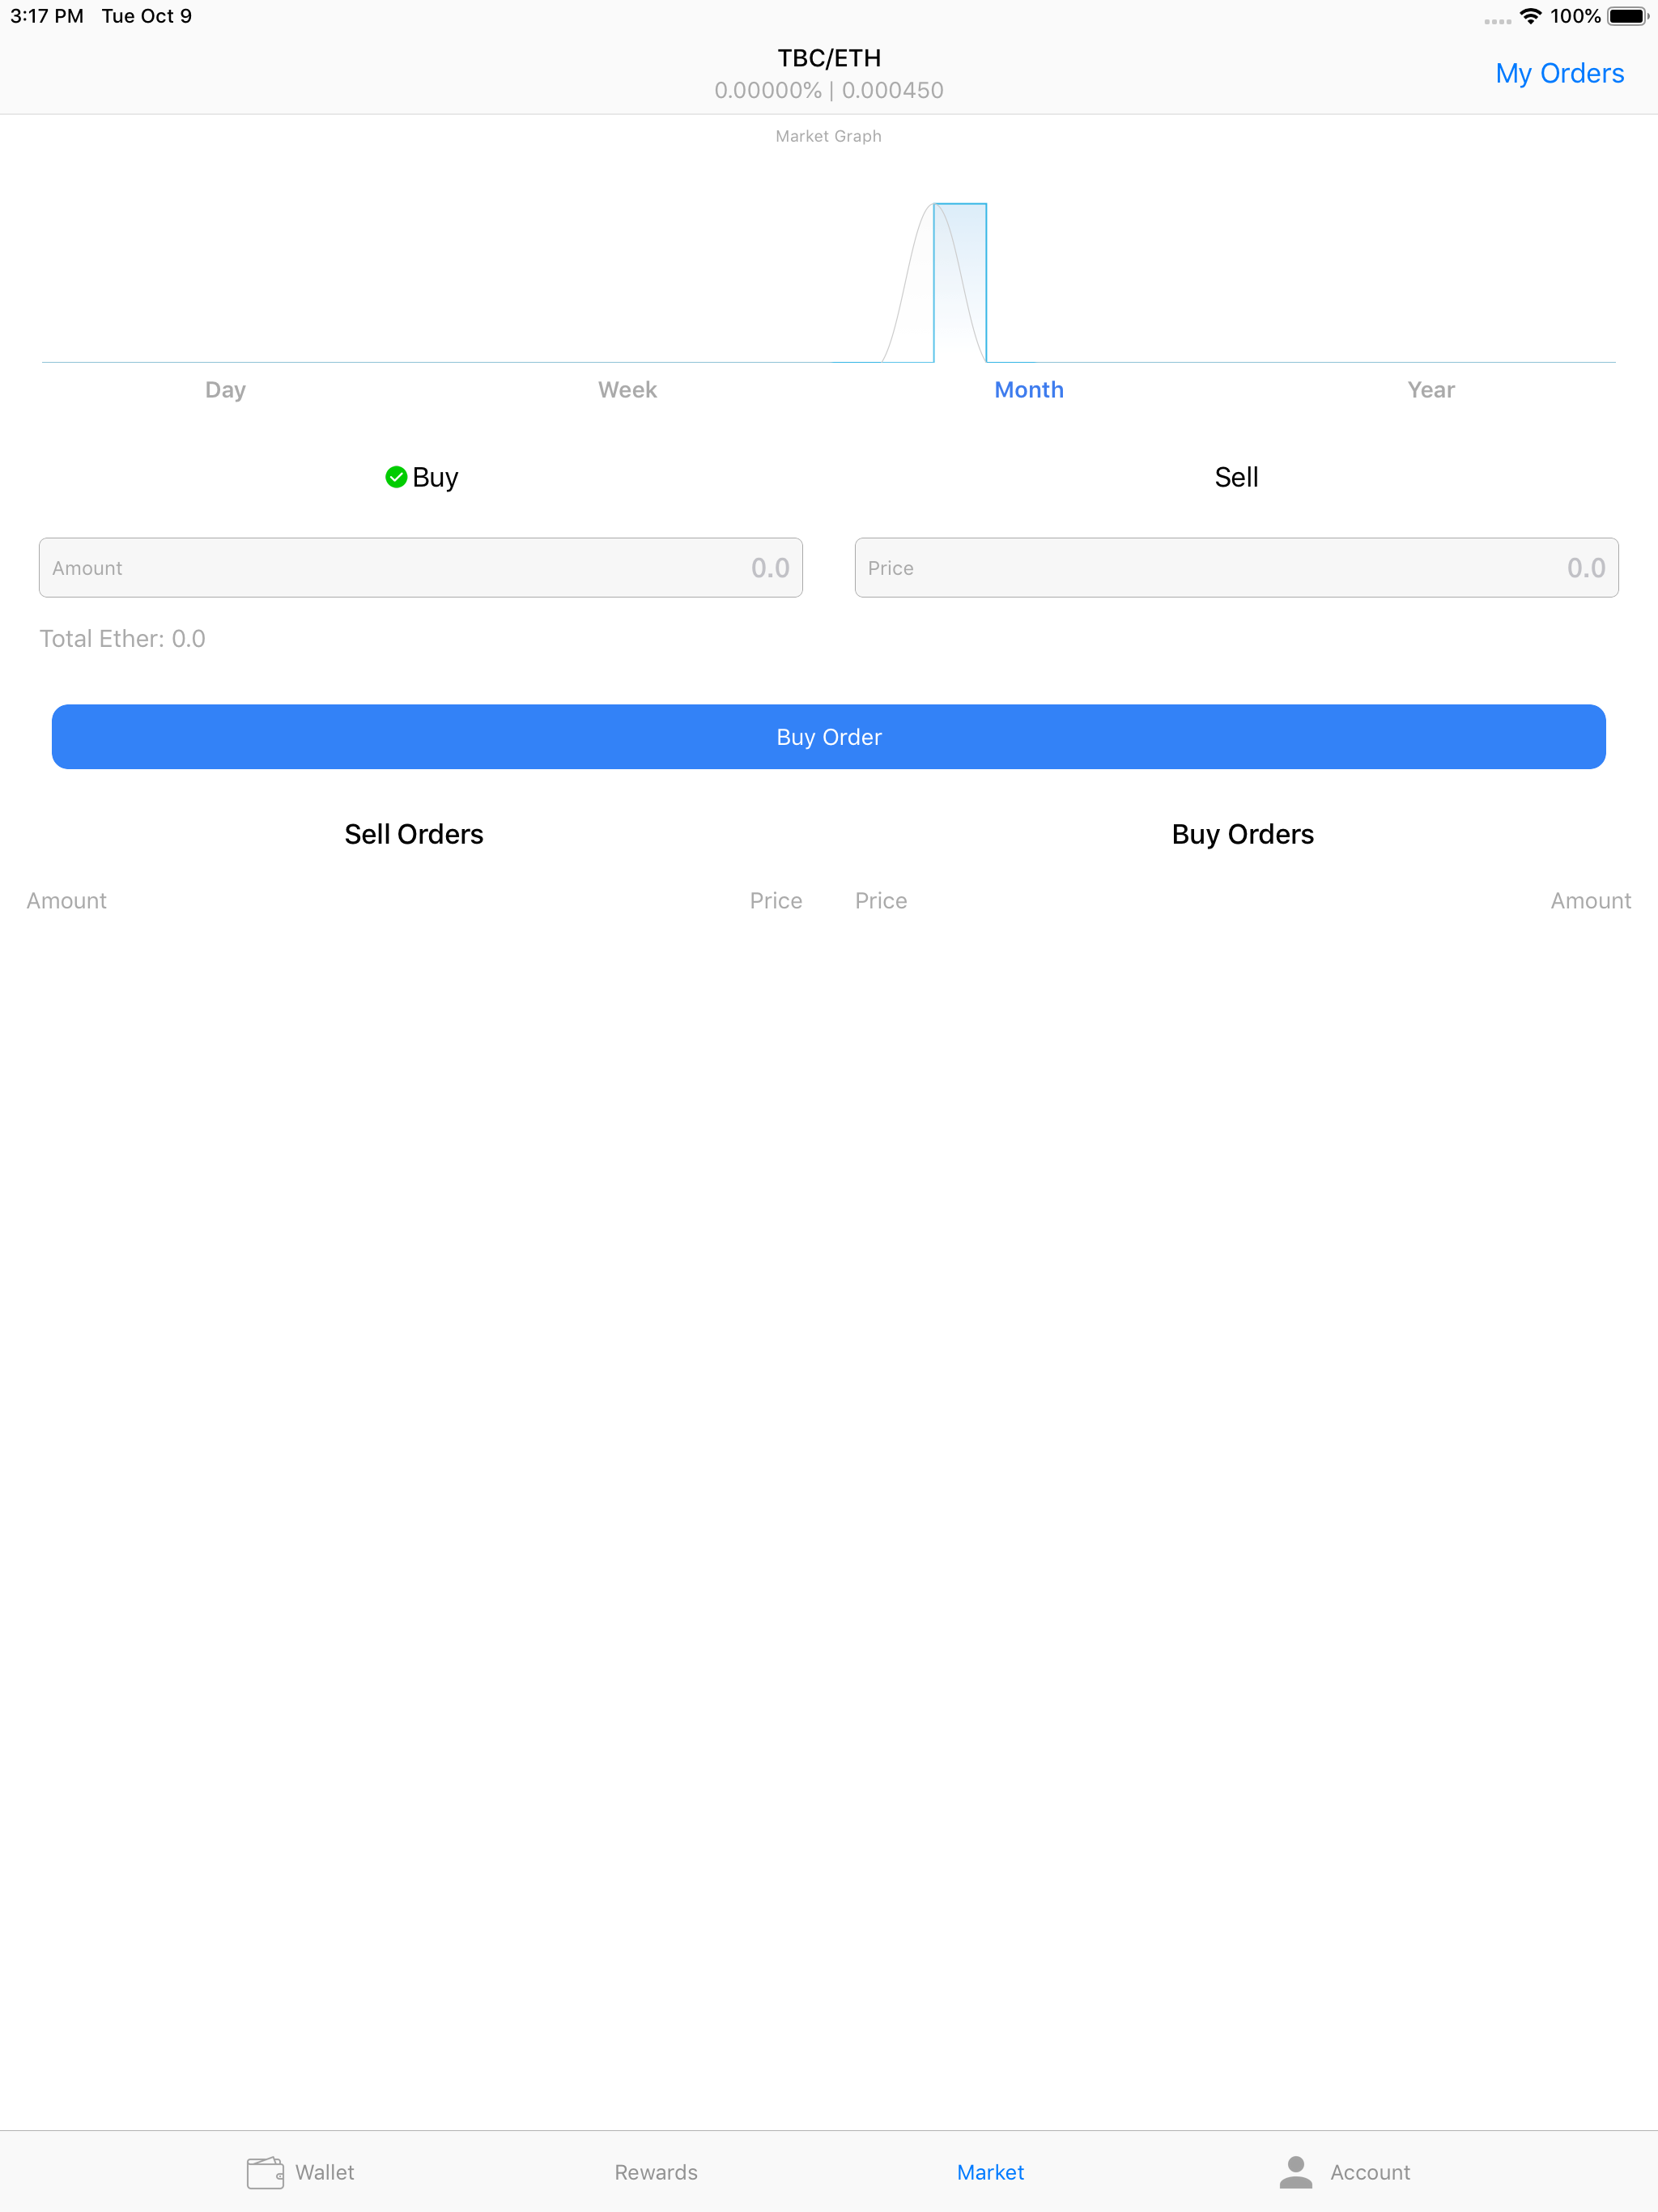 3:17 PM Tue Oct 9 100%
TBC/ETH
0.00000% | 0.000450
My Orders
Market Graph
Day Week Month Year
Buy Sell
Amount 0.0 Price 0.0
Total Ether: 0.0
Buy Order
Sell Orders Buy Orders
Amount Price Price Amount
Wallet Rewards Market Account